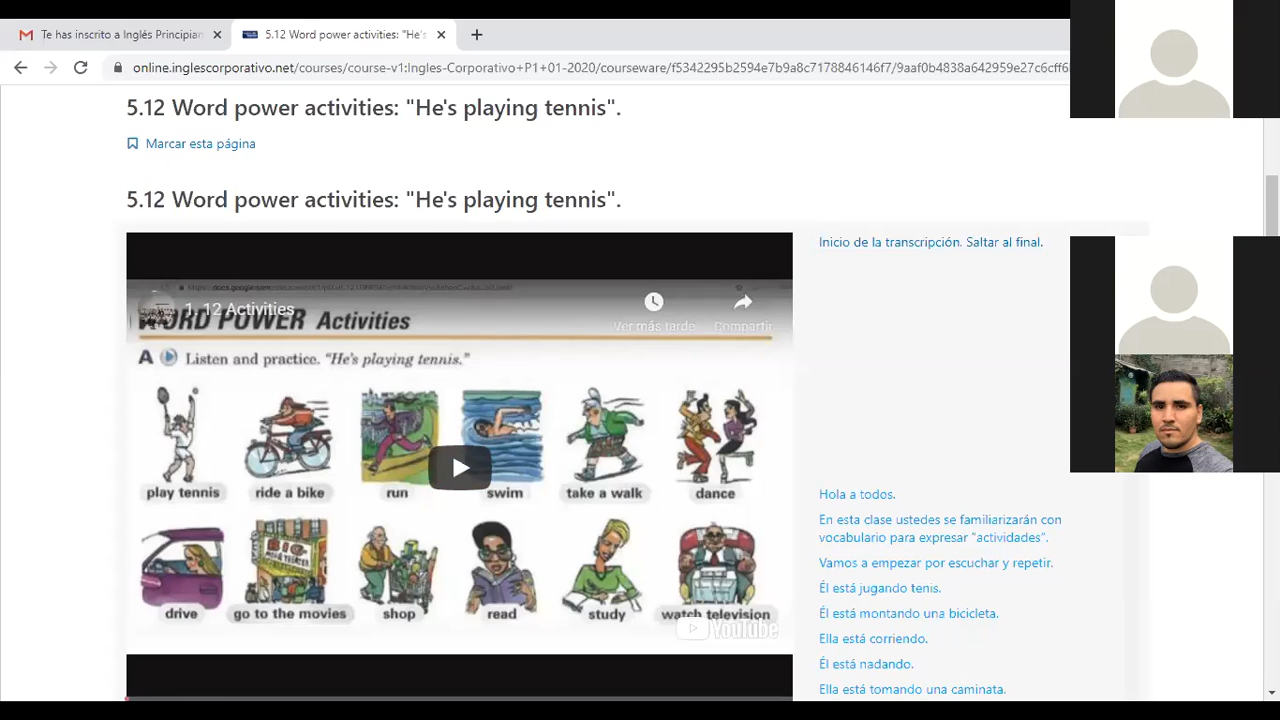 Te has inscrito a Inglés Principian
5.12 Word power activities: "He's
online.inglescorporativo.net/courses/course-v1:Ingles-Corporativo+P1+01-2020/courseware/f5342295b2594e7b9a8c7178846146f7/9aaf0b4838a642959e27c6cff6
5.12 Word power activities: "He's playing tennis".
Marcar esta página
5.12 Word power activities: "He's playing tennis".
1. 12 Activities
Ver más tarde
Compartir
WORD POWER Activities
A Listen and practice. "He's playing tennis."
play tennis
ride a bike
run
swim
take a walk
dance
drive
go to the movies
shop
read
study
watch television
YouTube
Inicio de la transcripción. Saltar al final.
Hola a todos.
En esta clase ustedes se familiarizarán con
vocabulario para expresar "actividades".
Vamos a empezar por escuchar y repetir.
Él está jugando tenis.
Él está montando una bicicleta.
Ella está corriendo.
Él está nadando.
Ella está tomando una caminata.